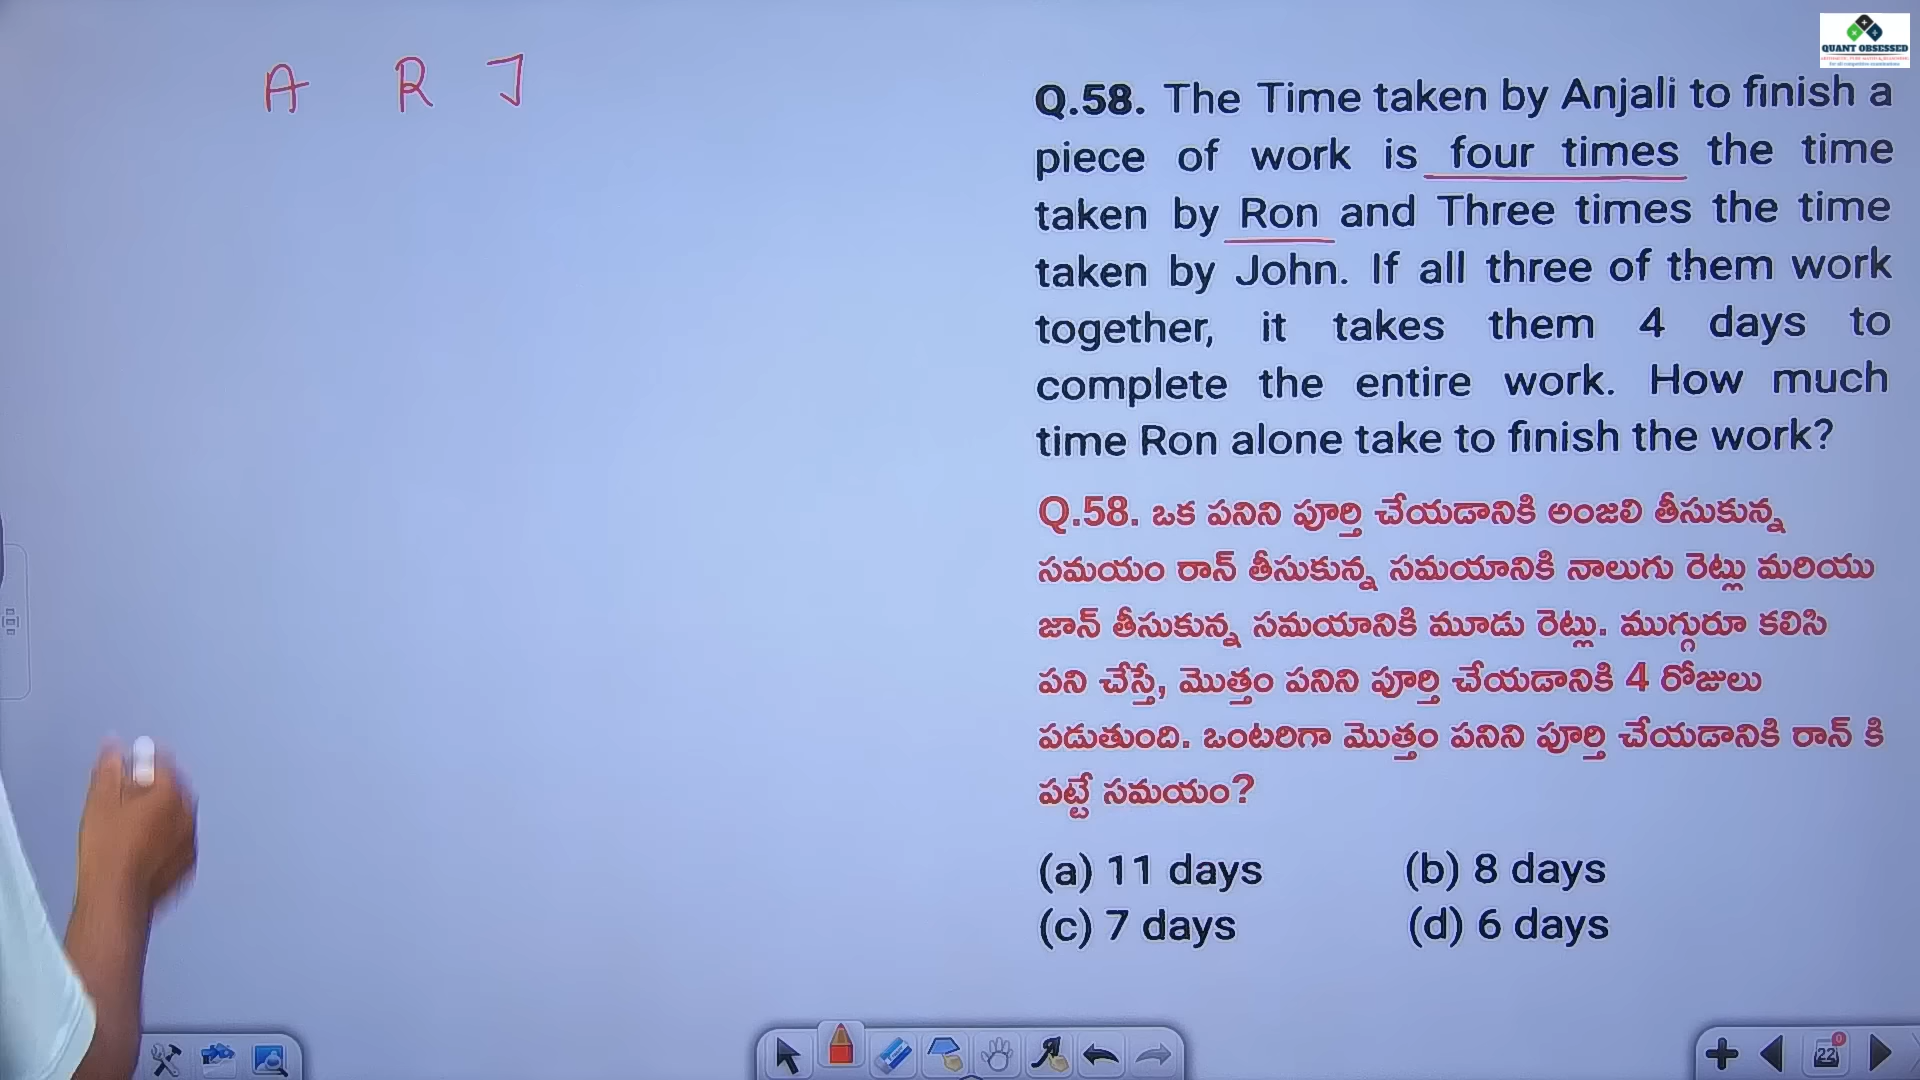 A R J
QUANT OBSESSED
Q.58. The Time taken by Anjali to finish a
piece of work is four times the time
taken by Ron and Three times the time
taken by John. If all three of them work
together, it takes them 4 days to
complete the entire work. How much
time Ron alone take to finish the work?
Q.58. ఒక పనిని పూర్తి చేయడానికి అంజలి తీసుకున్న
సమయం రాన్ తీసుకున్న సమయానికి నాలుగు రెట్లు మరియు
జాన్ తీసుకున్న సమయానికి మూడు రెట్లు. ముగ్గురూ కలిసి
పని చేస్తే, మొత్తం పనిని పూర్తి చేయడానికి 4 రోజులు
పడుతుంది. ఒంటరిగా మొత్తం పనిని పూర్తి చేయడానికి రాన్ కి
పట్టే సమయం?
(a) 11 days (b) 8 days
(c) 7 days (d) 6 days
22 0